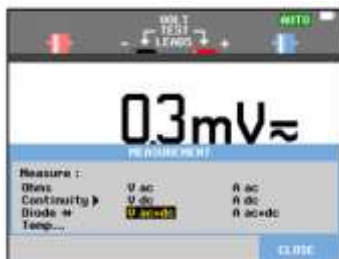 VOLT
TEST
- LEADS +
AUTO
0.3mV≂
MEASUREMENT
Measure :
Ohms V ac A ac
Continuity V dc A dc
Diode V ac+dc A ac+dc
Temp...
CLOSE